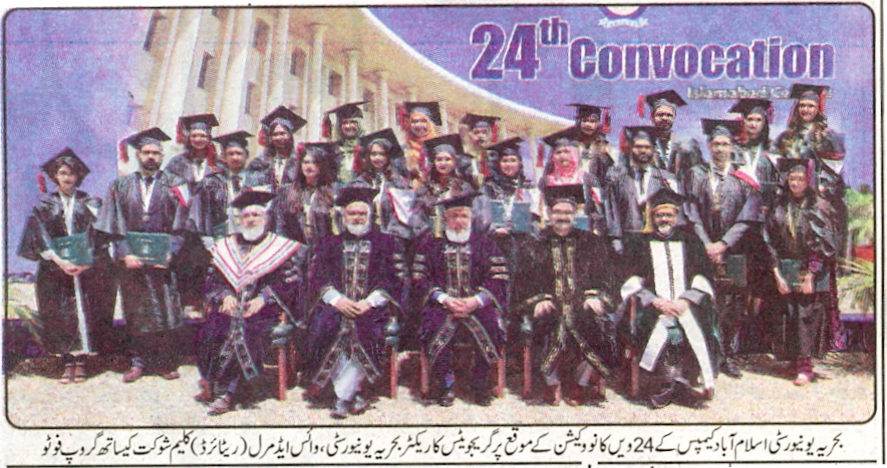 24th Convocation
Islamabad Campus
بحریہ یونیورسٹی اسلام آباد کیمپس کے 24 ویں کانووکیشن کے موقع پر گریجویٹس کا ریکٹر بحریہ یونیورسٹی، وائس ایڈمرل (ریٹائرڈ) کلیم شوکت کیساتھ گروپ فوٹو